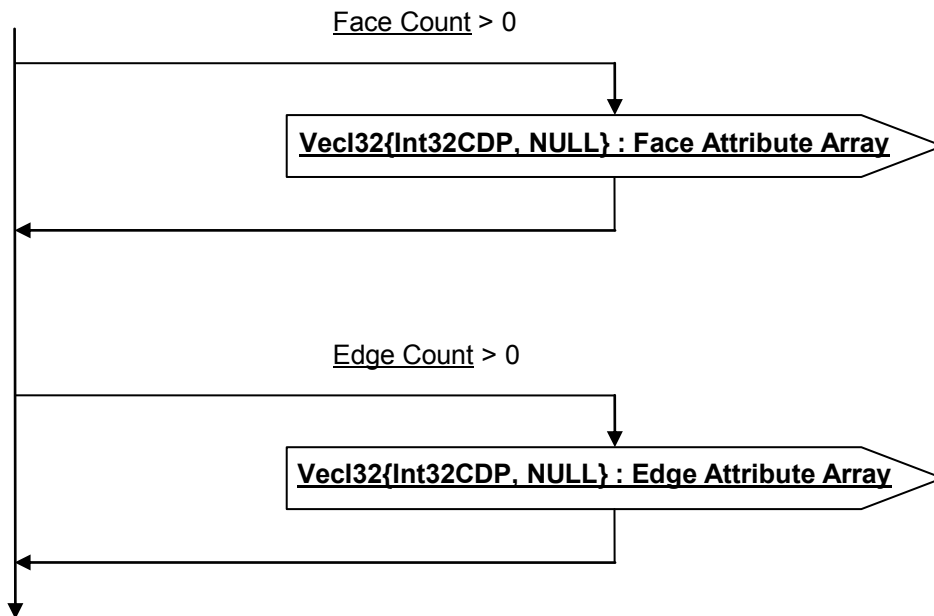 Face Count > 0
VecI32{Int32CDP, NULL} : Face Attribute Array
Edge Count > 0
VecI32{Int32CDP, NULL} : Edge Attribute Array